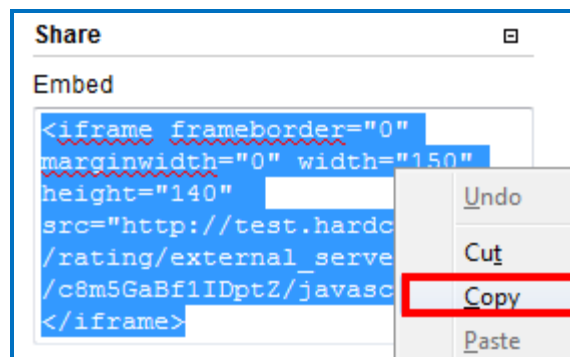 Share
Embed
<iframe frameborder="0"
marginwidth="0" width="150"
height="140"
src="http://test.hardc
/rating/external_serve
/c8m5GaBf1IDptZ/javasc
</iframe>
Undo
Cut
Copy
Paste